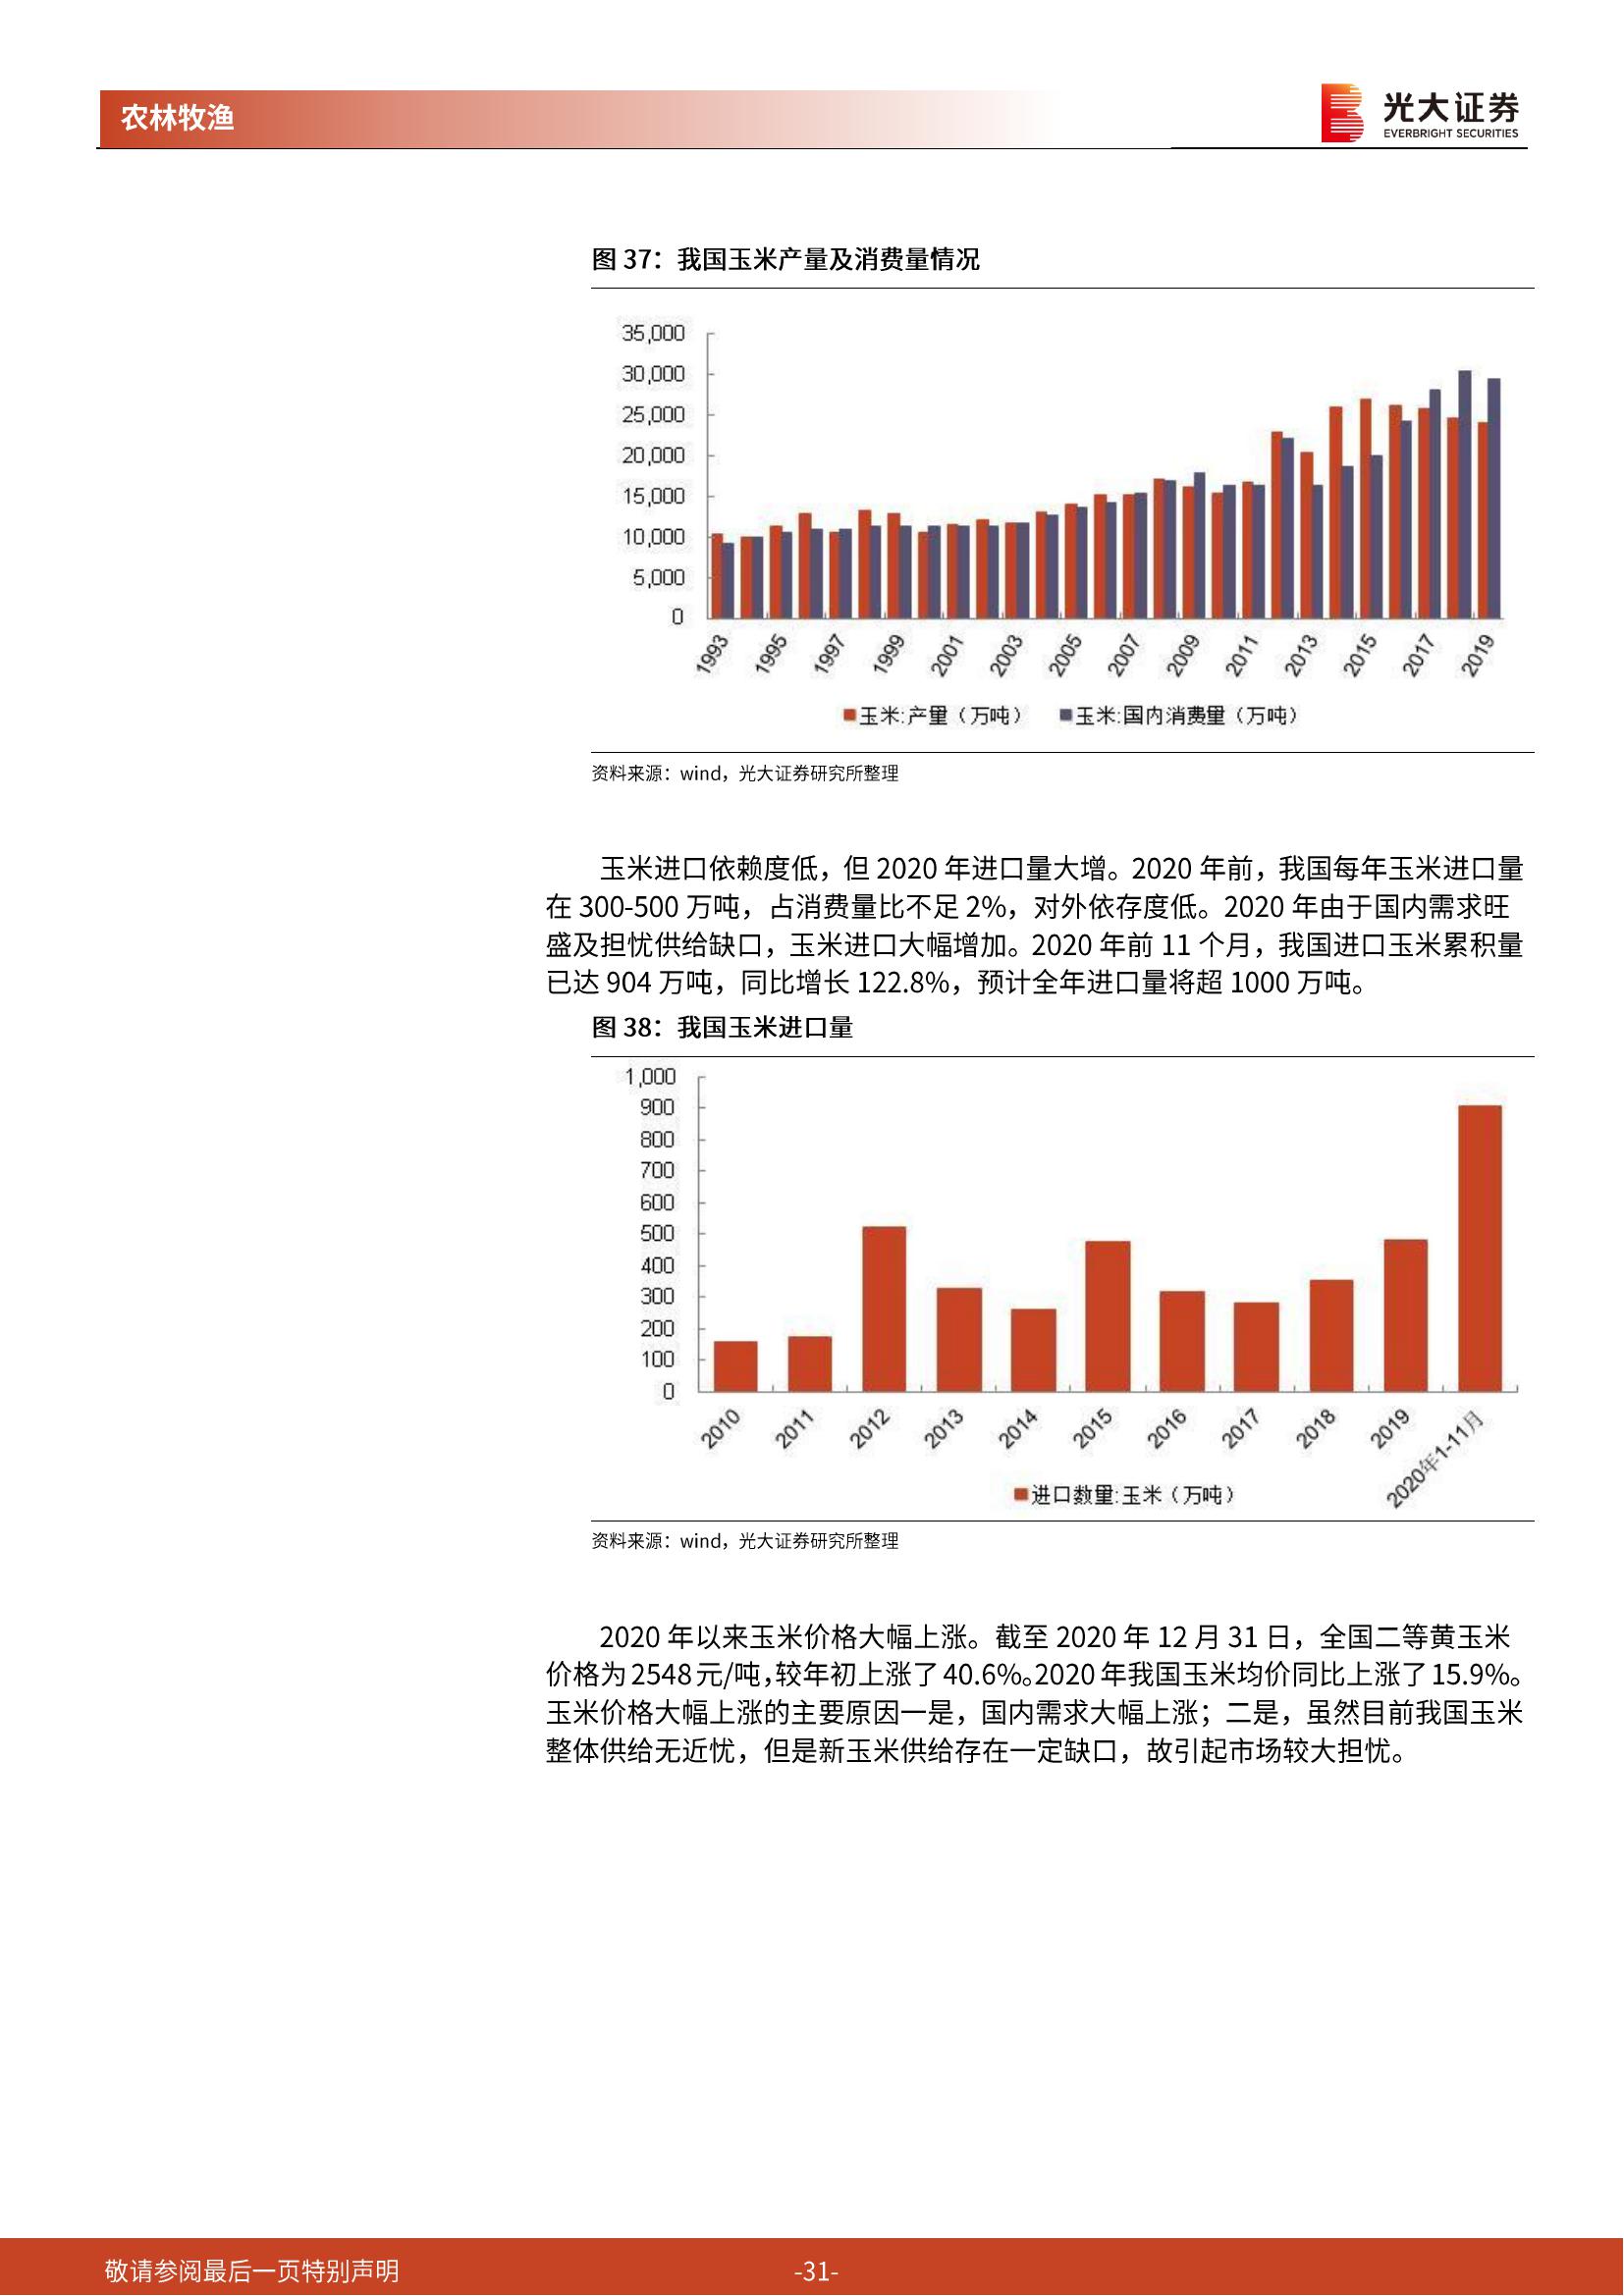 农林牧渔
光大证券
EVERBRIGHT SECURITIES
图 37：我国玉米产量及消费量情况
35,000
30,000
25,000
20,000
15,000
10,000
5,000
0
1993
1995
1997
1999
2001
2003
2005
2007
2009
2011
2013
2015
2017
2019
玉米:产量（万吨）
玉米:国内消费量（万吨）
资料来源：wind，光大证券研究所整理
玉米进口依赖度低，但 2020 年进口量大增。2020 年前，我国每年玉米进口量
在 300-500 万吨，占消费量比不足 2%，对外依存度低。2020 年由于国内需求旺
盛及担忧供给缺口，玉米进口大幅增加。2020 年前 11 个月，我国进口玉米累积量
已达 904 万吨，同比增长 122.8%，预计全年进口量将超 1000 万吨。
图 38：我国玉米进口量
1,000
900
800
700
600
500
400
300
200
100
0
2010
2011
2012
2013
2014
2015
2016
2017
2018
2019
2020年1-11月
进口数量:玉米（万吨）
资料来源：wind，光大证券研究所整理
2020 年以来玉米价格大幅上涨。截至 2020 年 12 月 31 日，全国二等黄玉米
价格为 2548 元/吨，较年初上涨了 40.6%。2020 年我国玉米均价同比上涨了 15.9%。
玉米价格大幅上涨的主要原因一是，国内需求大幅上涨；二是，虽然目前我国玉米
整体供给无近忧，但是新玉米供给存在一定缺口，故引起市场较大担忧。
敬请参阅最后一页特别声明
-31-